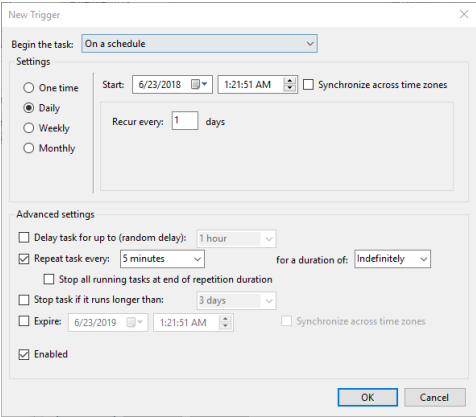 New Trigger
Begin the task: On a schedule
Settings
One time
Daily
Weekly
Monthly
Start: 6/23/2018 1:21:51 AM Synchronize across time zones
Recur every: 1 days
Advanced settings
Delay task for up to (random delay): 1 hour
Repeat task every: 5 minutes for a duration of: Indefinitely
Stop all running tasks at end of repetition duration
Stop task if it runs longer than: 3 days
Expire: 6/23/2019 1:21:51 AM Synchronize across time zones
Enabled
OK Cancel